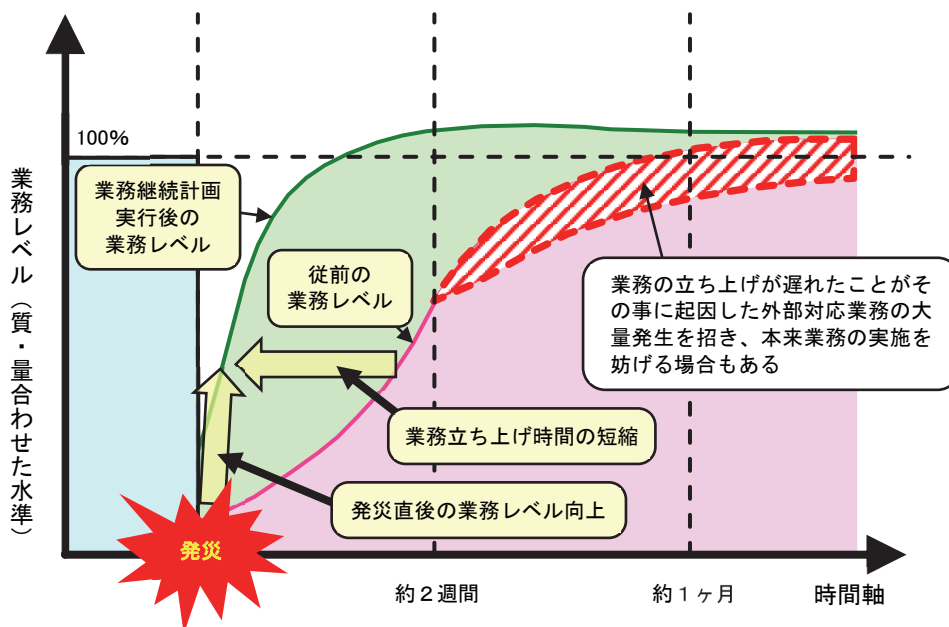 100%
業務レベル（質・量合わせた水準）
業務継続計画
実行後の
業務レベル
従前の
業務レベル
業務の立ち上げが遅れたことがそ
の事に起因した外部対応業務の大
量発生を招き、本来業務の実施を
妨げる場合もある
業務立ち上げ時間の短縮
発災直後の業務レベル向上
発災
約２週間
約１ヶ月
時間軸